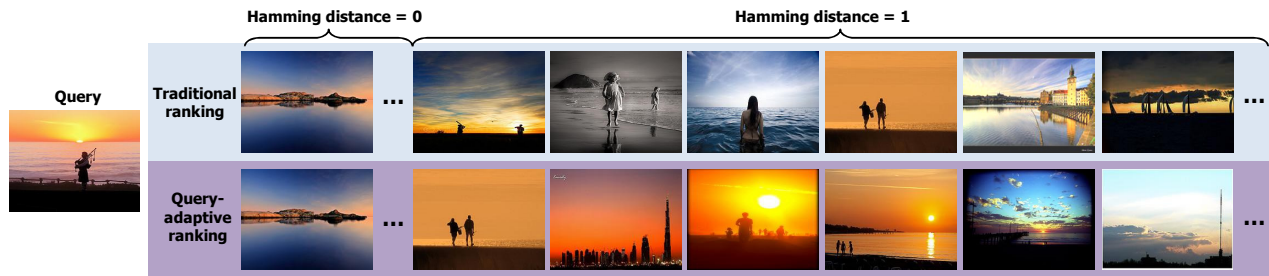 Hamming distance = 0
Hamming distance = 1
Query
Traditional
ranking
...
...
Query-
adaptive
ranking
...
...